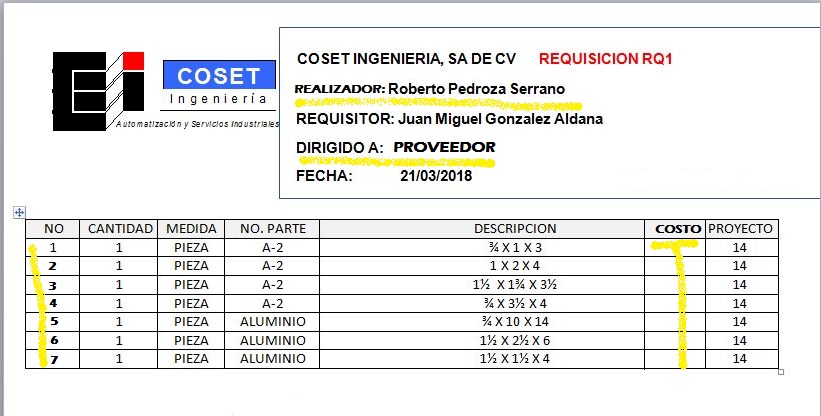 COSET INGENIERIA, SA DE CV REQUISICION RQ1
COSET
Ingeniería
Automatización y Servicios Industriales
REALIZADOR: Roberto Pedroza Serrano
REQUISITOR: Juan Miguel Gonzalez Aldana
DIRIGIDO A: PROVEEDOR
FECHA: 21/03/2018
NO CANTIDAD MEDIDA NO. PARTE DESCRIPCION COSTO PROYECTO
1 1 PIEZA A-2 ¾ X 1 X 3 14
2 1 PIEZA A-2 1 X 2 X 4 14
3 1 PIEZA A-2 1½ X 1¾ X 3½ 14
4 1 PIEZA A-2 ¾ X 3½ X 4 14
5 1 PIEZA ALUMINIO ¾ X 10 X 14 14
6 1 PIEZA ALUMINIO 1½ X 2½ X 6 14
7 1 PIEZA ALUMINIO 1½ X 1½ X 4 14